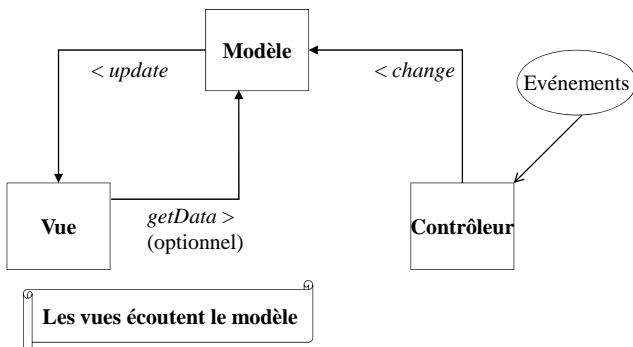 Modèle
< update
< change
Evénements
Vue
getData >
(optionnel)
Contrôleur
Les vues écoutent le modèle